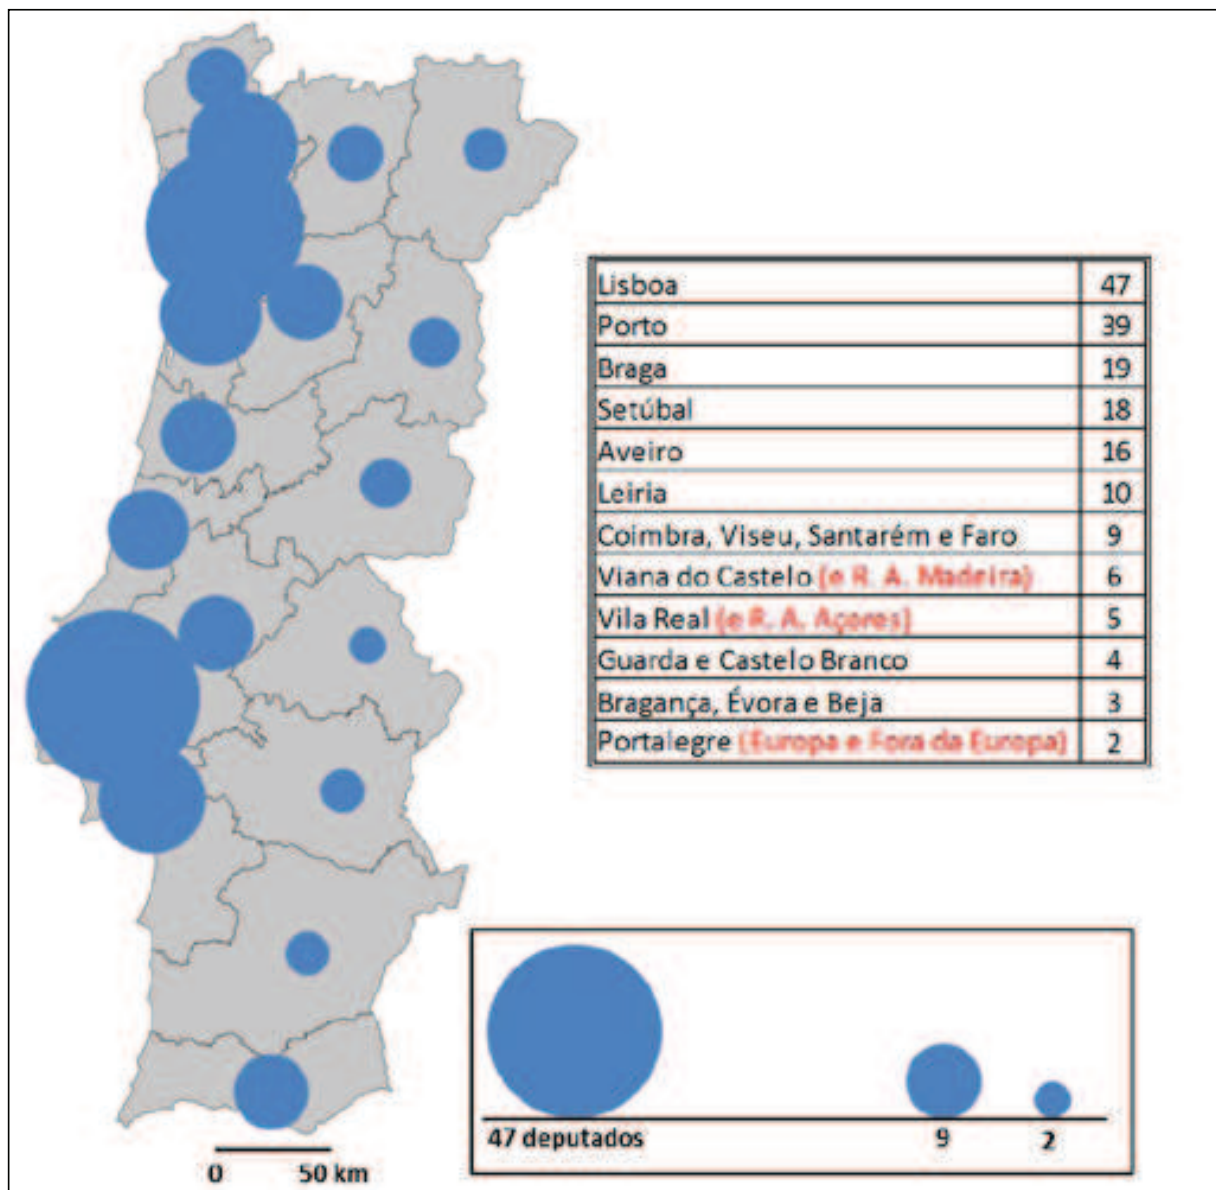 Lisboa 47
Porto 39
Braga 19
Setúbal 18
Aveiro 16
Leiria 10
Coimbra, Viseu, Santarém e Faro 9
Viana do Castelo (e R. A. Madeira) 6
Vila Real (e R. A. Açores) 5
Guarda e Castelo Branco 4
Bragança, Évora e Beja 3
Portalegre (Europa e Fora da Europa) 2
47 deputados 9 2
0 50 km